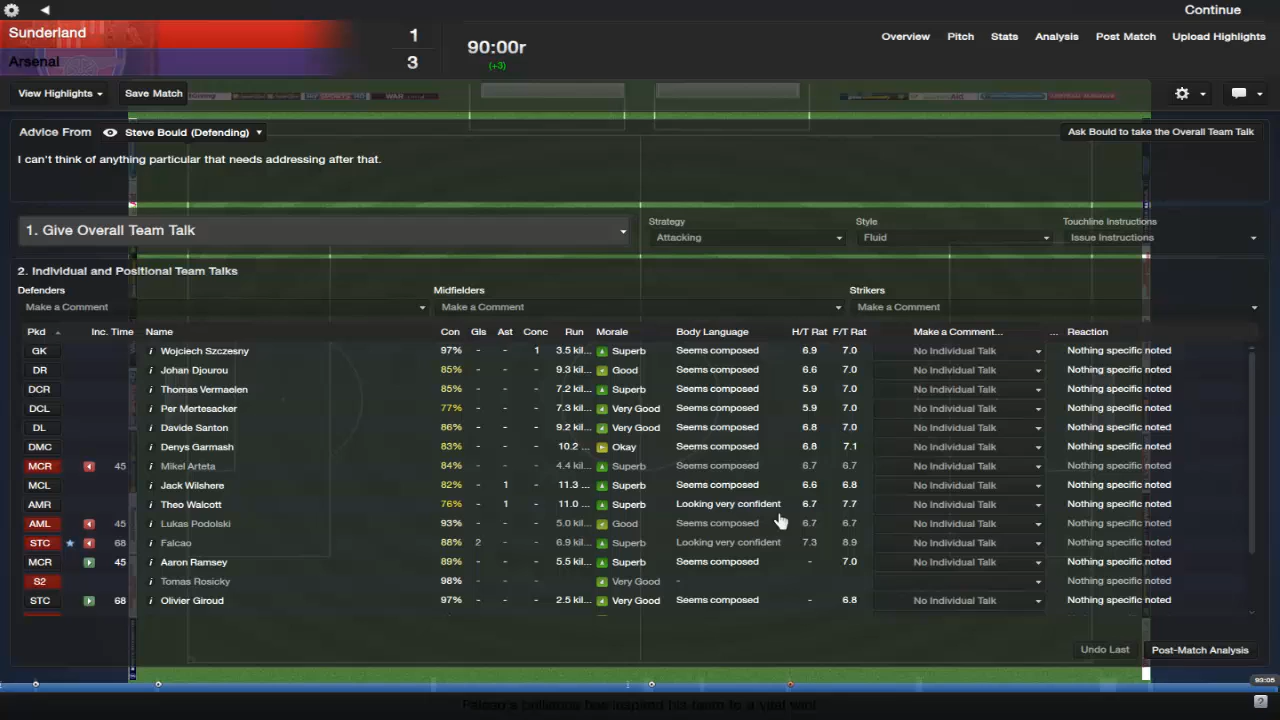 Continue
Sunderland 1
Arsenal 3
90:00r
(+3)
Overview Pitch Stats Analysis Post Match Upload Highlights
View Highlights Save Match
Advice From Steve Bould (Defending) Ask Bould to take the Overall Team Talk
I can't think of anything particular that needs addressing after that.
1. Give Overall Team Talk
Strategy Style Touchline Instructions
Attacking Fluid Issue Instructions
2. Individual and Positional Team Talks
Defenders Midfielders Strikers
Make a Comment Make a Comment Make a Comment
Pkd Inc. Time Name Con Gls Ast Conc Run Morale Body Language H/T Rat F/T Rat Make a Comment... ... Reaction
GK i Wojciech Szczesny 97% - - 1 3.5 kil... Superb Seems composed 6.9 7.0 No Individual Talk Nothing specific noted
DR i Johan Djourou 85% - - - 9.3 kil... Good Seems composed 6.6 7.0 No Individual Talk Nothing specific noted
DCR i Thomas Vermaelen 85% - - - 7.2 kil... Superb Seems composed 5.9 7.0 No Individual Talk Nothing specific noted
DCL i Per Mertesacker 77% - - - 7.3 kil... Very Good Seems composed 5.9 7.0 No Individual Talk Nothing specific noted
DL i Davide Santon 86% - - - 9.2 kil... Very Good Seems composed 6.8 7.0 No Individual Talk Nothing specific noted
DMC i Denys Garmash 83% - - - 10.2 ... Okay Seems composed 6.8 7.1 No Individual Talk Nothing specific noted
MCR 45 i Mikel Arteta 84% - - - 4.4 kil... Superb Seems composed 6.7 6.7 No Individual Talk Nothing specific noted
MCL i Jack Wilshere 82% - 1 - 11.3 ... Superb Seems composed 6.6 6.8 No Individual Talk Nothing specific noted
AMR i Theo Walcott 76% - 1 - 11.0 ... Superb Looking very confident 6.7 7.7 No Individual Talk Nothing specific noted
AML 45 i Lukas Podolski 93% - - - 5.0 kil... Good Seems composed 6.7 6.7 No Individual Talk Nothing specific noted
STC 68 i Falcao 88% 2 - - 6.9 kil... Superb Looking very confident 7.3 8.9 No Individual Talk Nothing specific noted
MCR 45 i Aaron Ramsey 89% - - - 5.5 kil... Superb Seems composed - 7.0 No Individual Talk Nothing specific noted
S2 i Tomas Rosicky 98% Very Good - Nothing specific noted
STC 68 i Olivier Giroud 97% - - - 2.5 kil... Very Good Seems composed - 6.8 No Individual Talk Nothing specific noted
Undo Last Post-Match Analysis
93:05
?